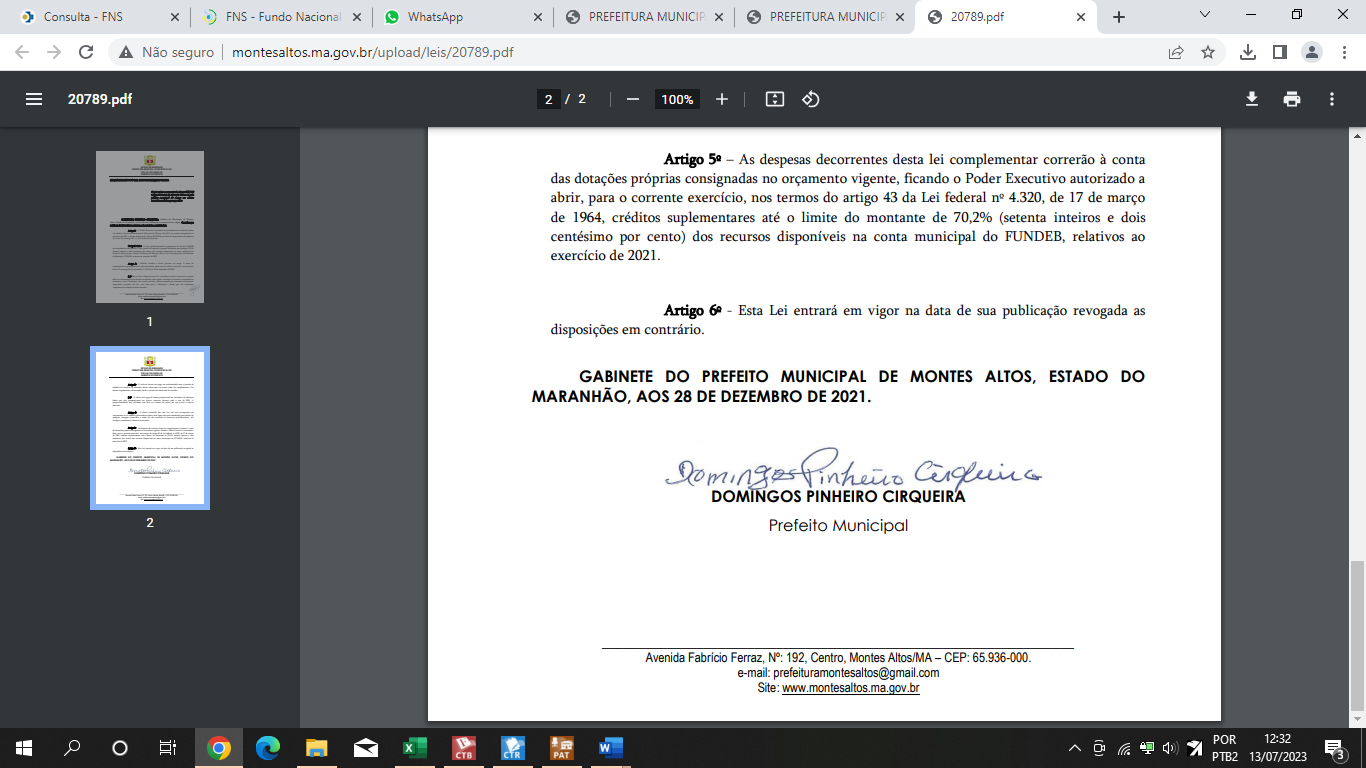 Consulta - FNS
FNS - Fundo Nacional
WhatsApp
PREFEITURA MUNICIP
PREFEITURA MUNICIP
20789.pdf
Não seguro
montesaltos.ma.gov.br/upload/leis/20789.pdf
20789.pdf
2 / 2
100%
1
2
Artigo 5º – As despesas decorrentes desta lei complementar correrão à conta
das dotações próprias consignadas no orçamento vigente, ficando o Poder Executivo autorizado a
abrir, para o corrente exercício, nos termos do artigo 43 da Lei federal nº 4.320, de 17 de março
de 1964, créditos suplementares até o limite do montante de 70,2% (setenta inteiros e dois
centésimo por cento) dos recursos disponíveis na conta municipal do FUNDEB, relativos ao
exercício de 2021.
Artigo 6º - Esta Lei entrará em vigor na data de sua publicação revogada as
disposições em contrário.
GABINETE DO PREFEITO MUNICIPAL DE MONTES ALTOS, ESTADO DO
MARANHÃO, AOS 28 DE DEZEMBRO DE 2021.
Domingos Pinheiro Cirqueira
DOMINGOS PINHEIRO CIRQUEIRA
Prefeito Municipal
Avenida Fabrício Ferraz, Nº: 192, Centro, Montes Altos/MA – CEP: 65.936-000.
e-mail: prefeituramontesaltos@gmail.com
Site: www.montesaltos.ma.gov.br
CTB
CTR
PAT
POR
PTB2
12:32
13/07/2023
3